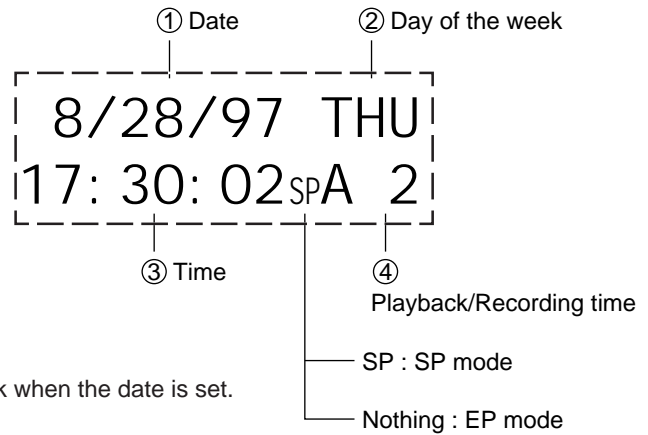 ① Date ② Day of the week
8/28/97 THU
17: 30: 02SPA 2
③ Time ④
Playback/Recording time
SP : SP mode
when the date is set.
Nothing : EP mode